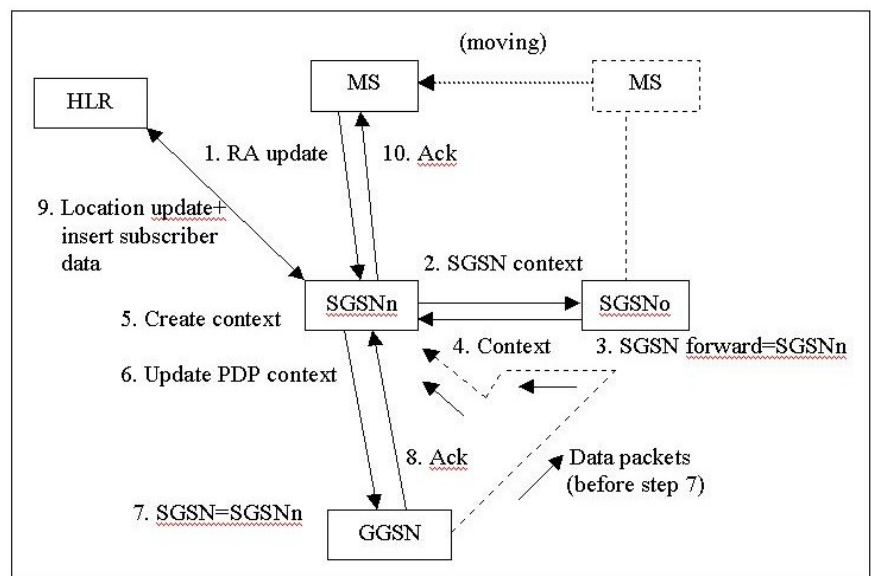 (moving)
MS
MS
HLR
1. RA update
10. Ack
9. Location update+
insert subscriber
data
2. SGSN context
SGSNn
SGSNo
5. Create context
4. Context
3. SGSN forward=SGSNn
6. Update PDP context
8. Ack
Data packets
(before step 7)
7. SGSN=SGSNn
GGSN